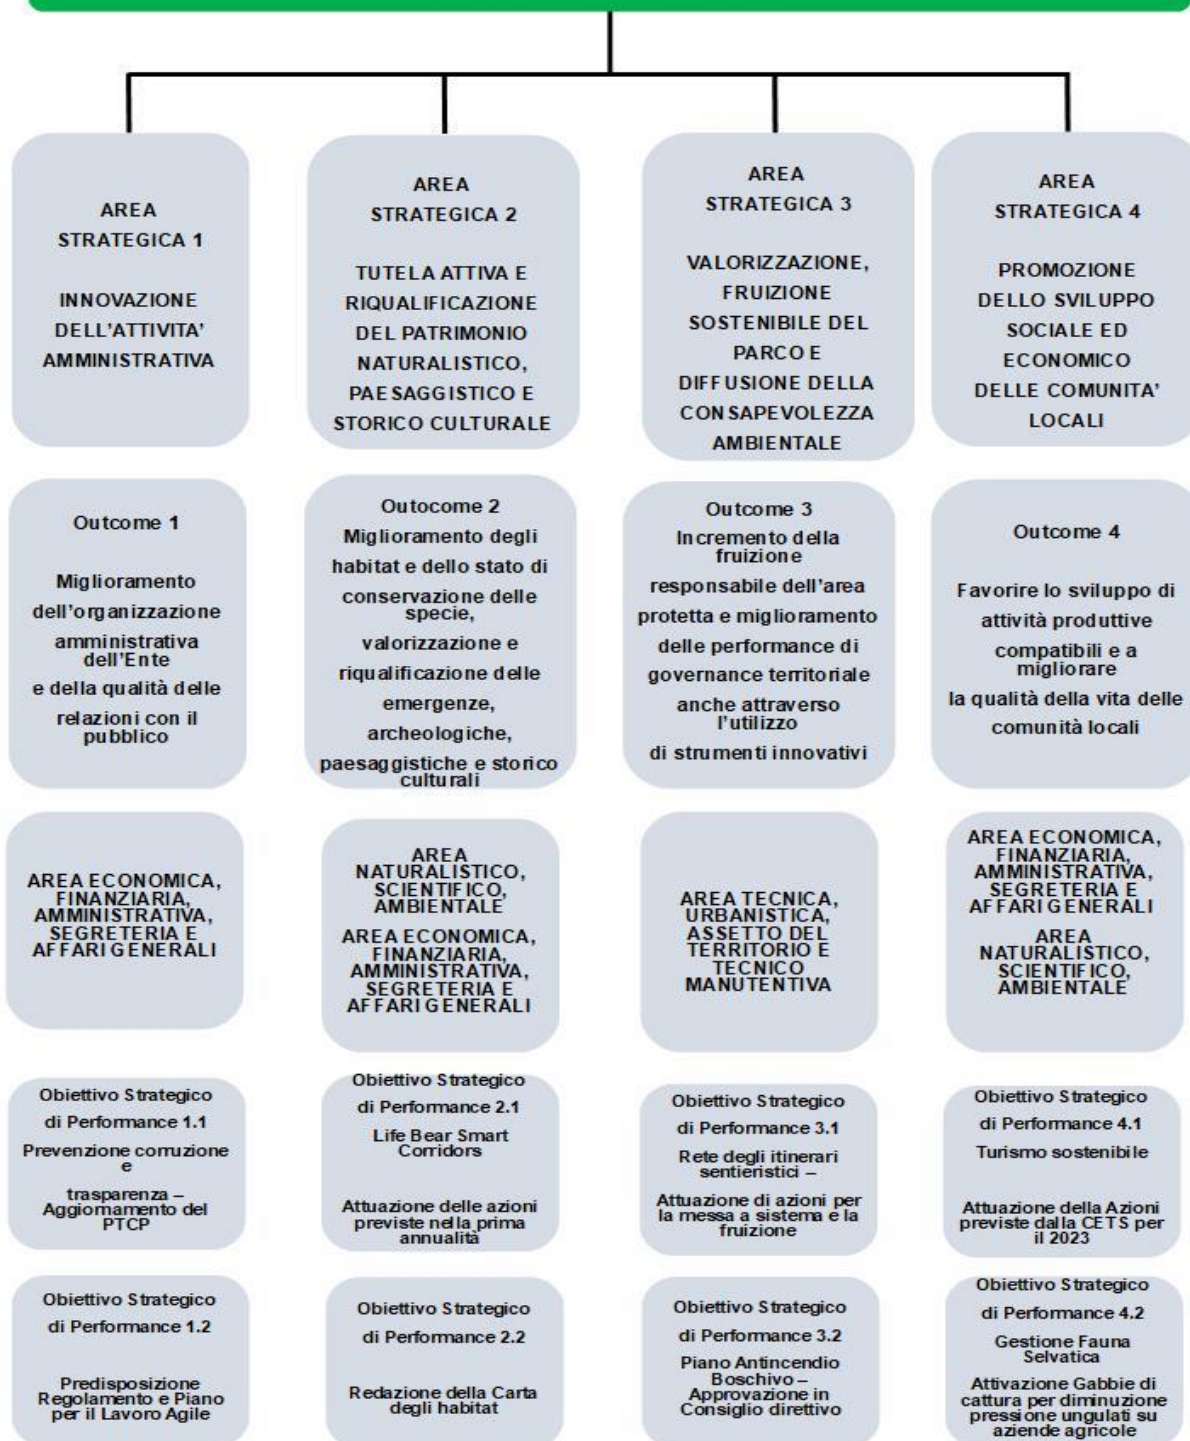 AREA
STRATEGICA 1
INNOVAZIONE
DELL'ATTIVITA'
AMMINISTRATIVA
AREA
STRATEGICA 2
TUTELA ATTIVA E
RIQUALIFICAZIONE
DEL PATRIMONIO
NATURALISTICO,
PAESAGGISTICO E
STORICO CULTURALE
AREA
STRATEGICA 3
VALORIZZAZIONE,
FRUIZIONE
SOSTENIBILE DEL
PARCO E
DIFFUSIONE DELLA
CONSAPEVOLEZZA
AMBIENTALE
AREA
STRATEGICA 4
PROMOZIONE
DELLO SVILUPPO
SOCIALE ED
ECONOMICO
DELLE COMUNITA'
LOCALI
Outcome 1
Miglioramento
dell'organizzazione
amministrativa
dell'Ente
e della qualità delle
relazioni con il
pubblico
Outocome 2
Miglioramento degli
habitat e dello stato di
conservazione delle
specie,
valorizzazione e
riqualificazione delle
emergenze,
archeologiche,
paesaggistiche e storico
culturali
Outcome 3
Incremento della
fruizione
responsabile dell'area
protetta e miglioramento
delle performance di
governance territoriale
anche attraverso
l'utilizzo
di strumenti innovativi
Outcome 4
Favorire lo sviluppo di
attività produttive
compatibili e a
migliorare
la qualità della vita delle
comunità locali
AREA ECONOMICA,
FINANZIARIA,
AMMINISTRATIVA,
SEGRETERIA E
AFFARI GENERALI
AREA
NATURALISTICO,
SCIENTIFICO,
AMBIENTALE
AREA ECONOMICA,
FINANZIARIA,
AMMINISTRATIVA,
SEGRETERIA E
AFFARI GENERALI
AREA TECNICA,
URBANISTICA,
ASSETTO DEL
TERRITORIO E
TECNICO
MANUTENTIVA
AREA ECONOMICA,
FINANZIARIA,
AMMINISTRATIVA,
SEGRETERIA E
AFFARI GENERALI
AREA
NATURALISTICO,
SCIENTIFICO,
AMBIENTALE
Obiettivo Strategico
di Performance 1.1
Prevenzione corruzione
e
trasparenza –
Aggiornamento del
PTCP
Obiettivo Strategico
di Performance 2.1
Life Bear Smart
Corridors
Attuazione delle azioni
previste nella prima
annualità
Obiettivo Strategico
di Performance 3.1
Rete degli itinerari
sentieristici –
Attuazione di azioni per
la messa a sistema e la
fruizione
Obiettivo Strategico
di Performance 4.1
Turismo sostenibile
Attuazione della Azioni
previste dalla CETS per
il 2023
Obiettivo Strategico
di Performance 1.2
Predisposizione
Regolamento e Piano
per il Lavoro Agile
Obiettivo Strategico
di Performance 2.2
Redazione della Carta
degli habitat
Obiettivo Strategico
di Performance 3.2
Piano Antincendio
Boschivo –
Approvazione in
Consiglio direttivo
Obiettivo Strategico
di Performance 4.2
Gestione Fauna
Selvatica
Attivazione Gabbie di
cattura per diminuzione
pressione ungulati su
aziende agricole